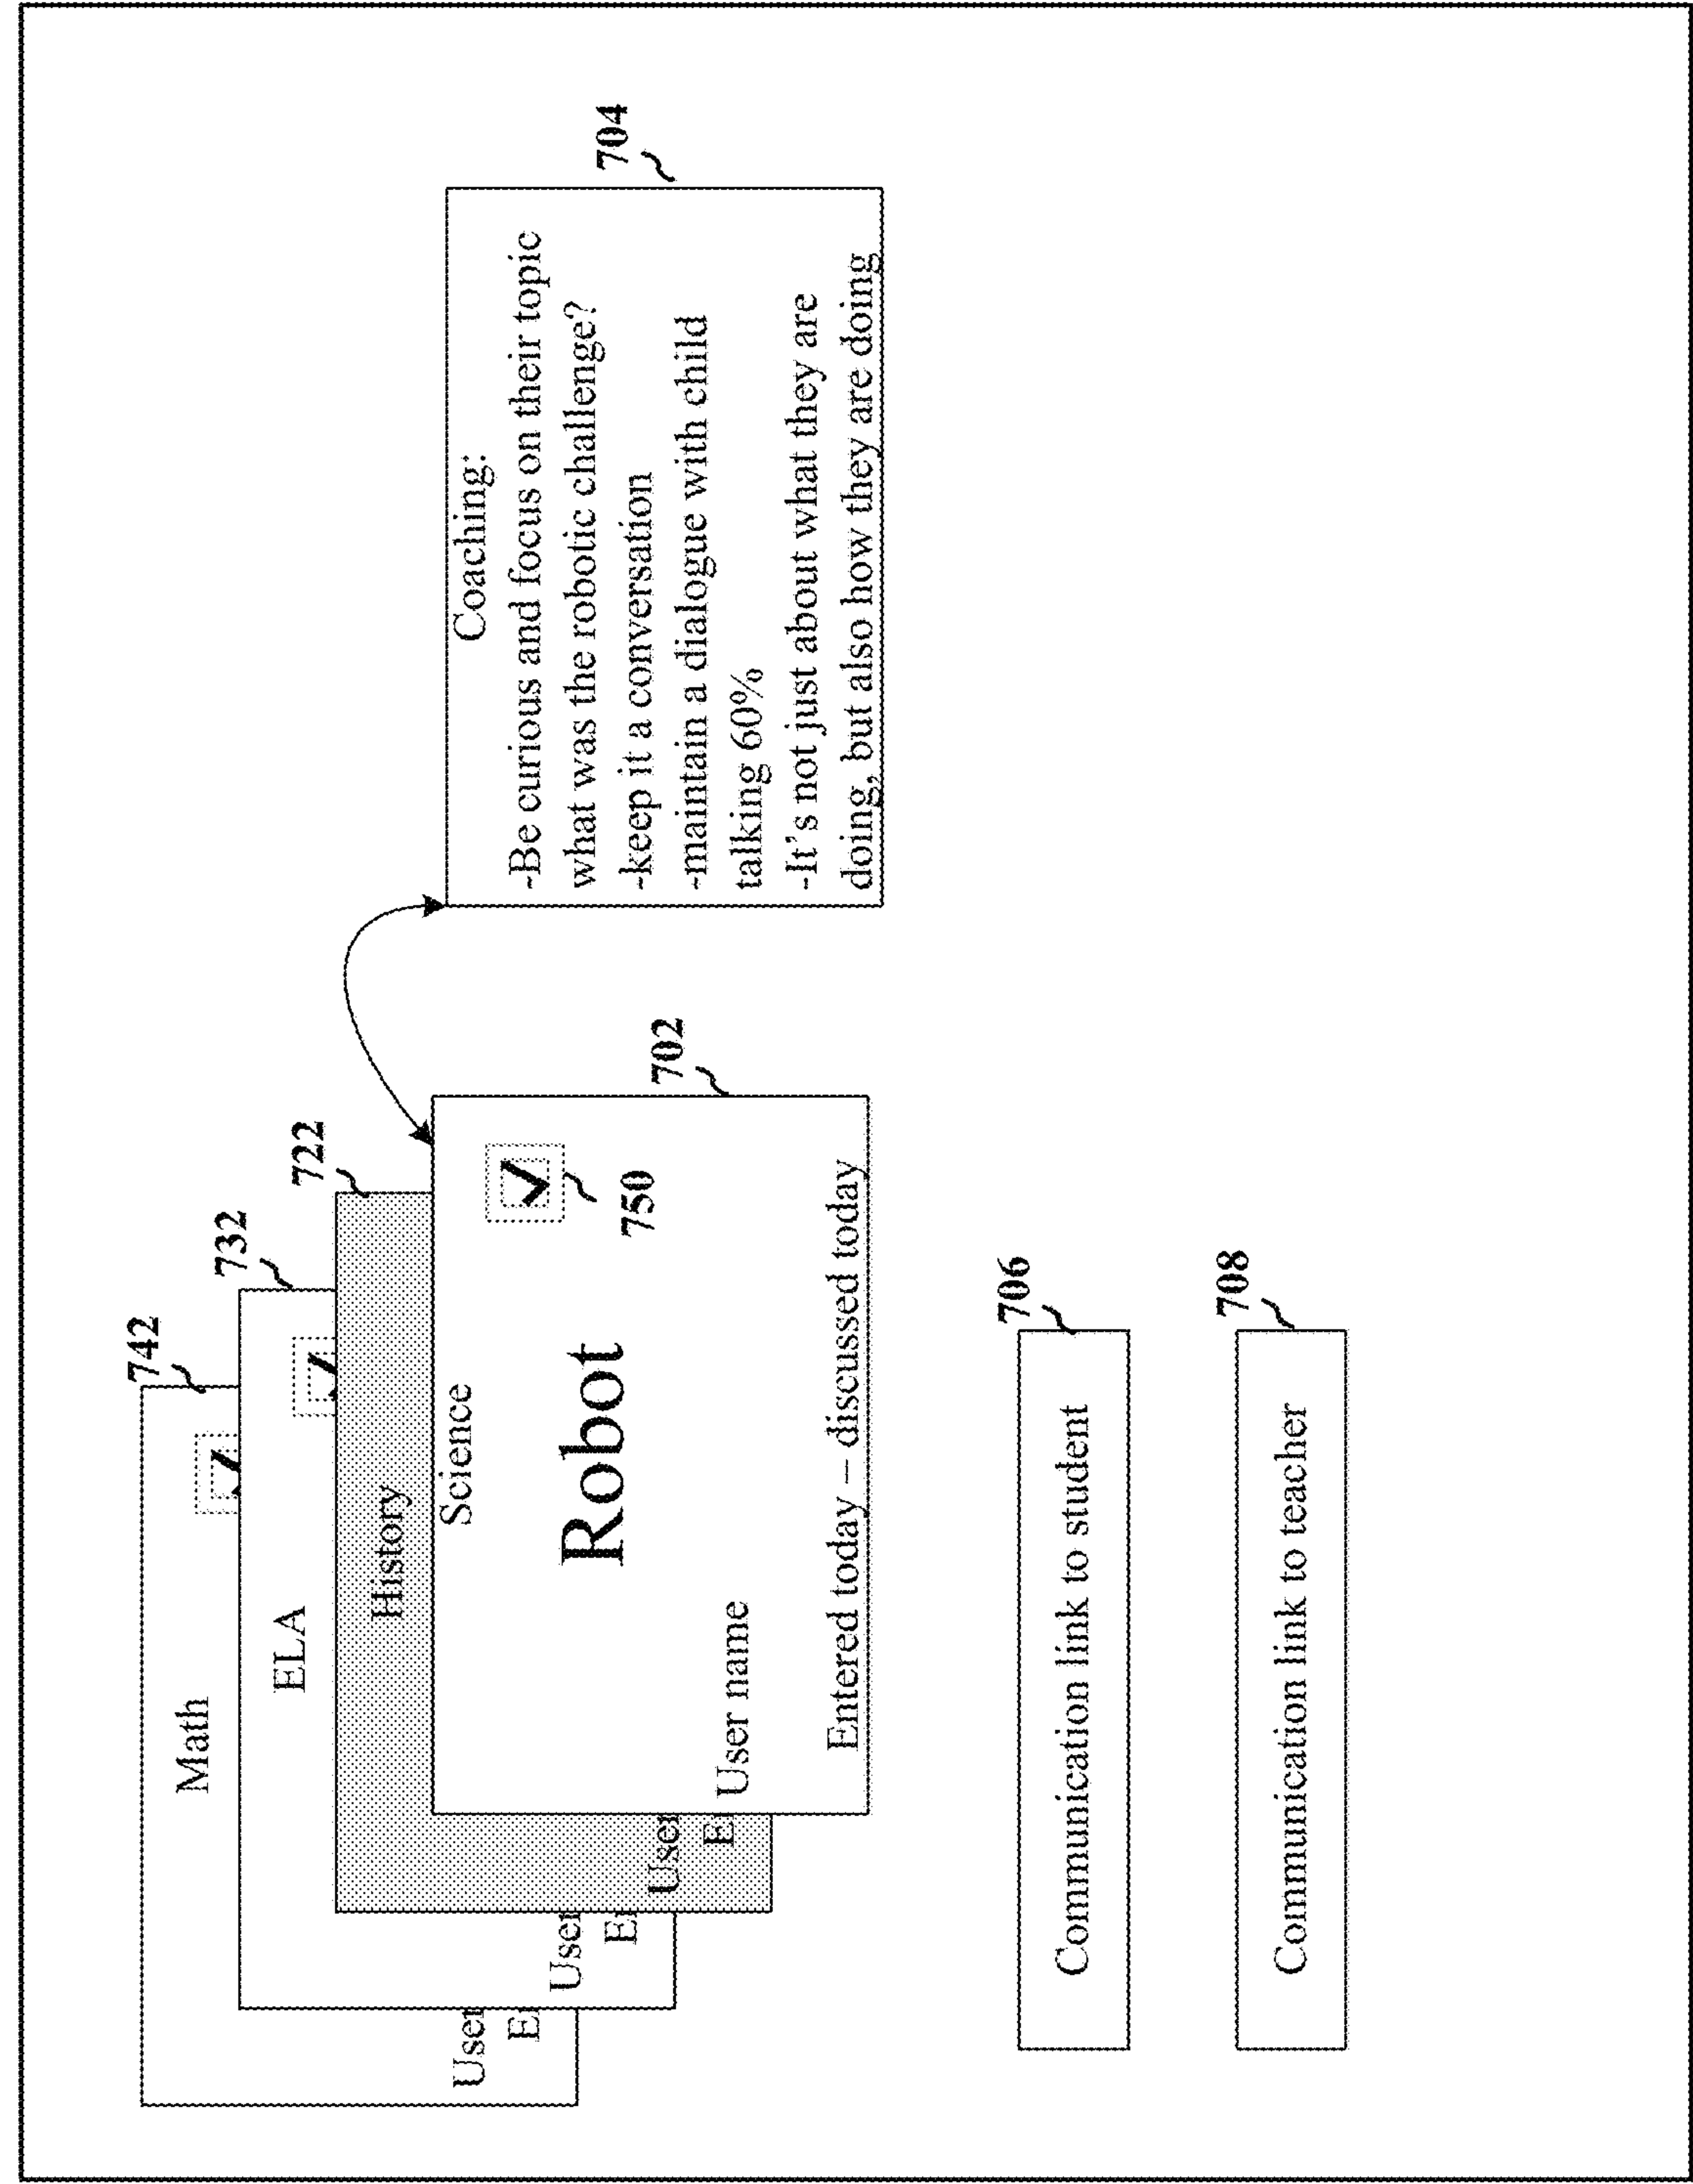 742
Math
User
732
ELA
User
722
History
User
702
Science
Robot
750
User name
Entered today – discussed today
704
Coaching:
-Be curious and focus on their topic
what was the robotic challenge?
-keep it a conversation
-maintain a dialogue with child
talking 60%
-It's not just about what they are
doing, but also how they are doing
706
Communication link to student
708
Communication link to teacher